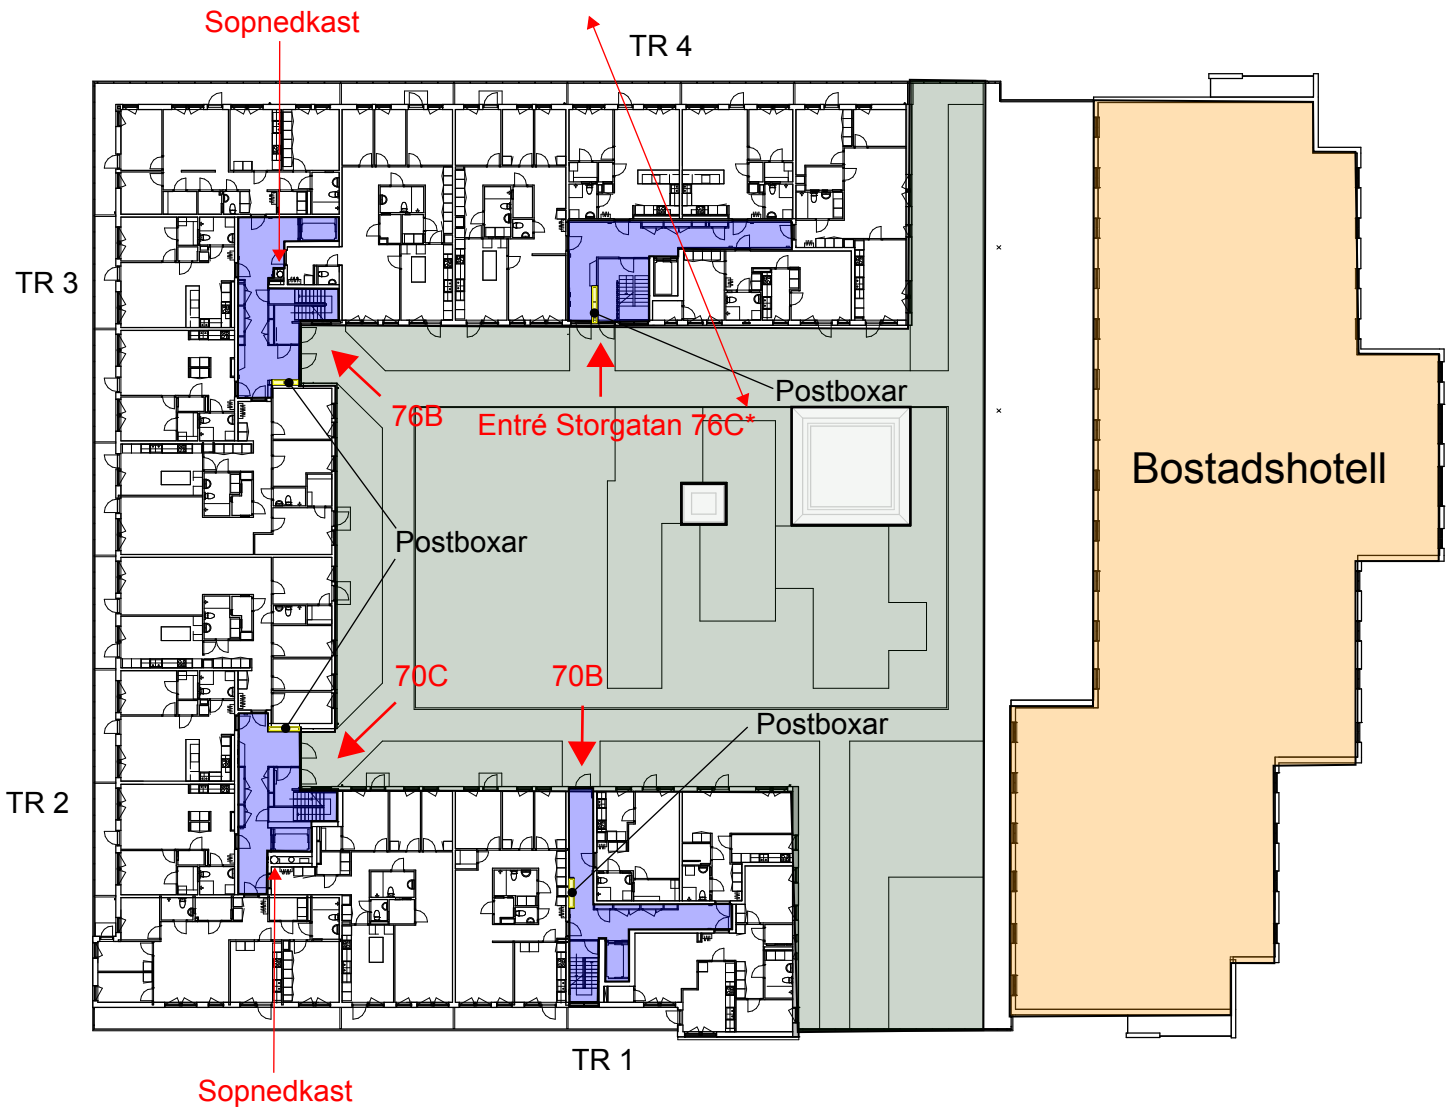 Sopnedkast
TR 4
TR 3
Postboxar
76B
Entré Storgatan 76C*
Bostadshotell
Postboxar
70C
70B
Postboxar
TR 2
TR 1
Sopnedkast